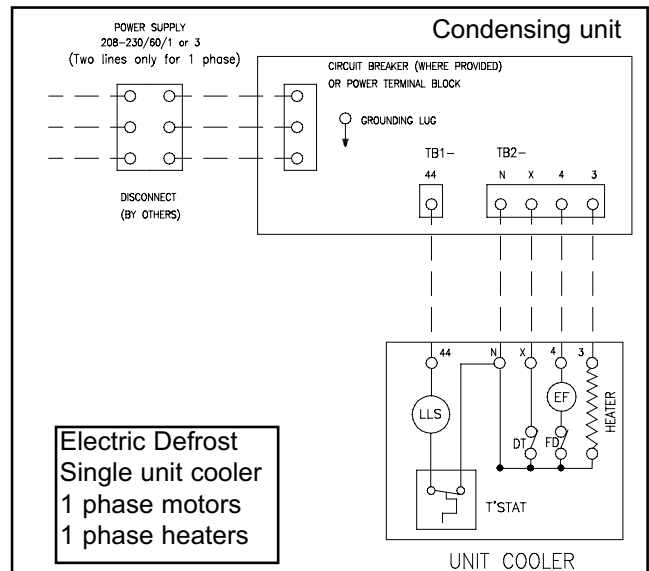 Condensing unit
POWER SUPPLY
208-230/60/1 or 3
(Two lines only for 1 phase)
CIRCUIT BREAKER (WHERE PROVIDED)
OR POWER TERMINAL BLOCK
GROUNDING LUG
TB1- TB2-
44 N X 4 3
DISCONNECT
(BY OTHERS)
44 N X 4 3
LLS
EF
HEATER
DT FD
T'STAT
Electric Defrost
Single unit cooler
1 phase motors
1 phase heaters
UNIT COOLER